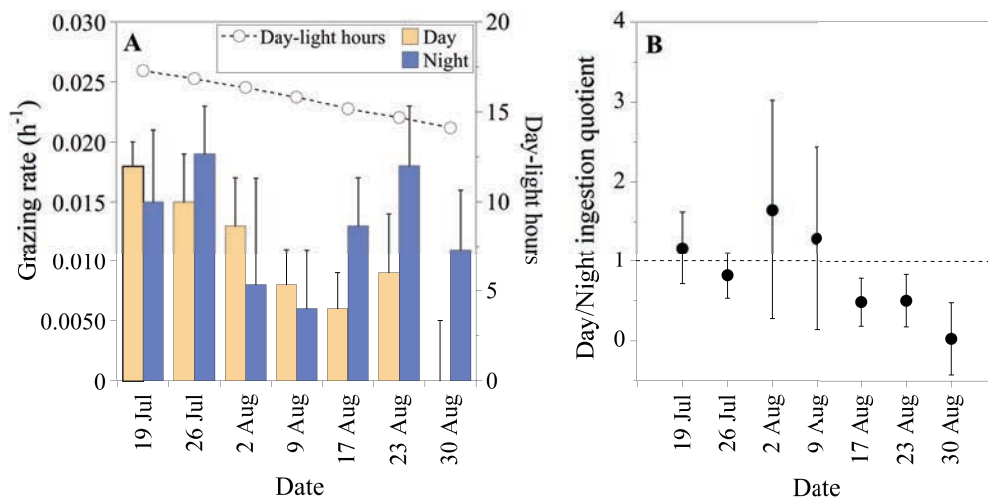 A
Day-light hours
Day
Night
Grazing rate (h⁻¹)
0.030
0.025
0.020
0.015
0.010
0.0050
0
20
15
10
5
0
Day-light hours
19 Jul
26 Jul
2 Aug
9 Aug
17 Aug
23 Aug
30 Aug
Date
B
Day/Night ingestion quotient
4
3
2
1
0
19 Jul
26 Jul
2 Aug
9 Aug
17 Aug
23 Aug
30 Aug
Date